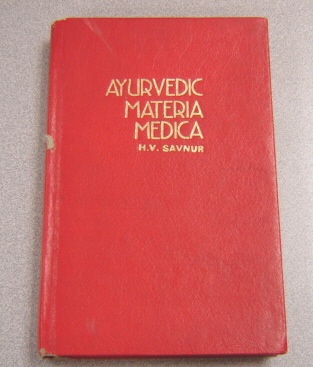 AYURVEDIC
MATERIA
MEDICA
H.V. SAVNUR